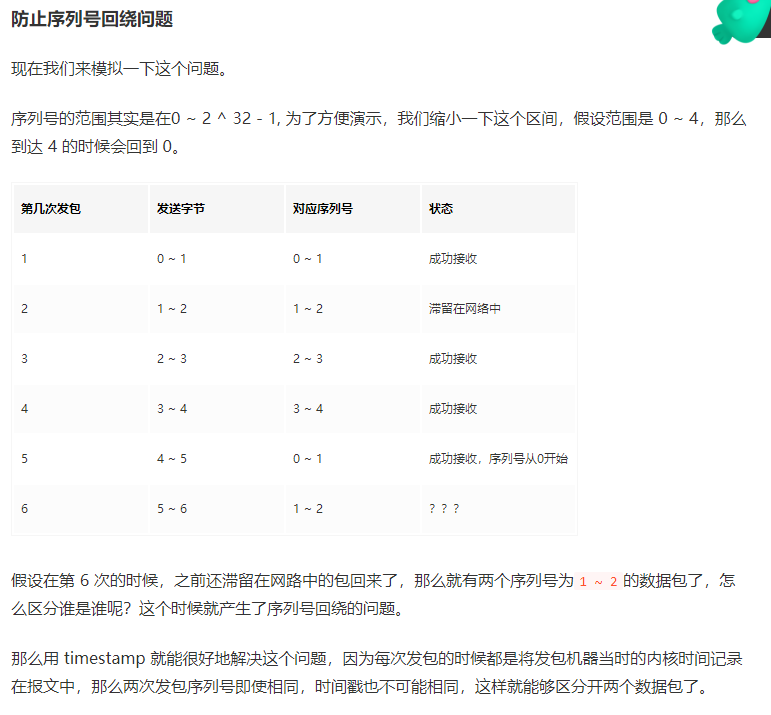 防止序列号回绕问题
现在我们来模拟一下这个问题。
序列号的范围其实是在0 ~ 2 ^ 32 - 1, 为了方便演示，我们缩小一下这个区间，假设范围是 0 ~ 4，那么
到达 4 的时候会回到 0。
第几次发包 发送字节 对应序列号 状态
1 0 ~ 1 0 ~ 1 成功接收
2 1 ~ 2 1 ~ 2 滞留在网络中
3 2 ~ 3 2 ~ 3 成功接收
4 3 ~ 4 3 ~ 4 成功接收
5 4 ~ 5 0 ~ 1 成功接收，序列号从0开始
6 5 ~ 6 1 ~ 2 ？？？
假设在第 6 次的时候，之前还滞留在网路中的包回来了，那么就有两个序列号为 1 ~ 2 的数据包了，怎
么区分谁是谁呢？这个时候就产生了序列号回绕的问题。
那么用 timestamp 就能很好地解决这个问题，因为每次发包的时候都是将发包机器当时的内核时间记录
在报文中，那么两次发包序列号即使相同，时间戳也不可能相同，这样就能够区分开两个数据包了。